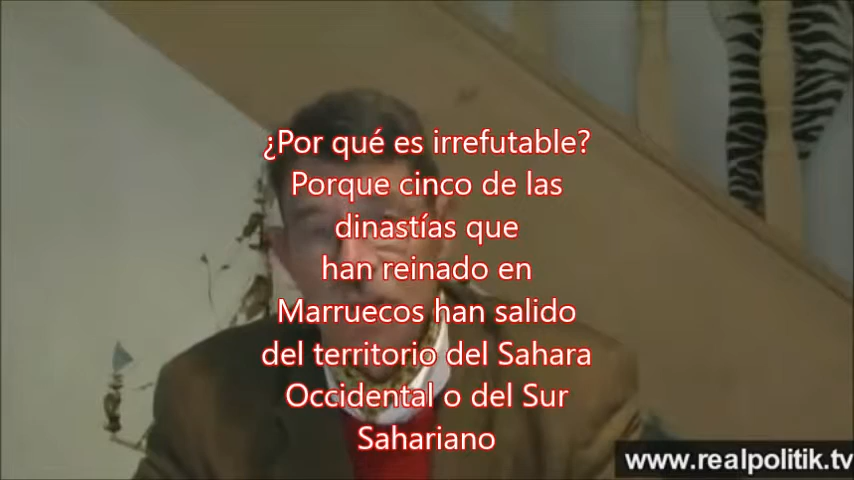 ¿Por qué es irrefutable?
Porque cinco de las
dinastías que
han reinado en
Marruecos han salido
del territorio del Sahara
Occidental o del Sur
Sahariano
www.realpolitik.tv